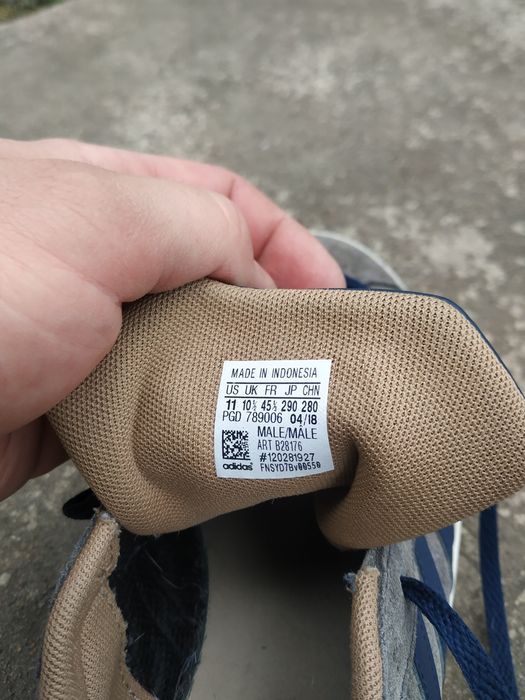 MADE IN INDONESIA
US UK FR JP CHN
11 10½ 45⅓ 290 280
PGD 789006 04/18
MALE/MALE
ART B28176
#120281927
adidas FNSYD7Bv00550